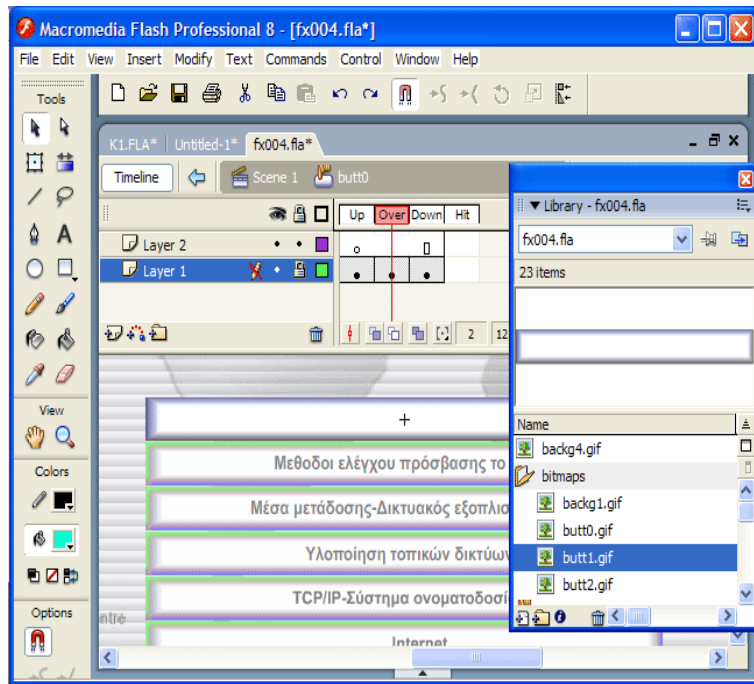 Macromedia Flash Professional 8 - [fx004.fla*]
File Edit View Insert Modify Text Commands Control Window Help
Tools
K1.FLA* Untitled-1* fx004.fla*
Timeline Scene 1 butt0
Up Over Down Hit
Layer 2
Layer 1
2 12
Library - fx004.fla
fx004.fla
23 items
Name
backg4.gif
bitmaps
backg1.gif
butt0.gif
butt1.gif
butt2.gif
View
Colors
Options
Μεθοδοι ελέγχου πρόσβασης το
Μέσα μετάδοσης-Δικτυακός εξοπλισ
Υλοποίηση τοπικών δικτύων
TCP/IP-Σύστημα ονοματοδοσί
entre
Internet